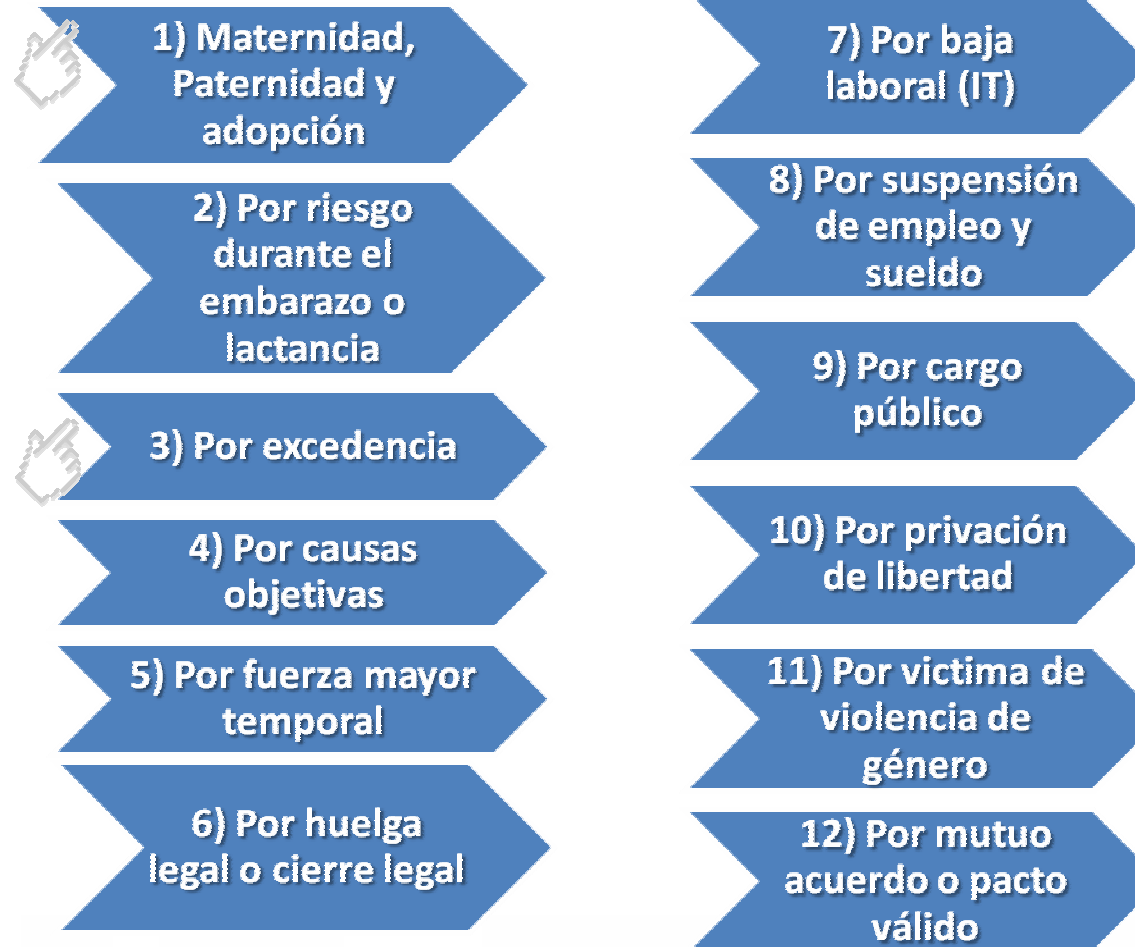 1) Maternidad,
Paternidad y
adopción
2) Por riesgo
durante el
embarazo o
lactancia
3) Por excedencia
4) Por causas
objetivas
5) Por fuerza mayor
temporal
6) Por huelga
legal o cierre legal
7) Por baja
laboral (IT)
8) Por suspensión
de empleo y
sueldo
9) Por cargo
público
10) Por privación
de libertad
11) Por victima de
violencia de
género
12) Por mutuo
acuerdo o pacto
válido